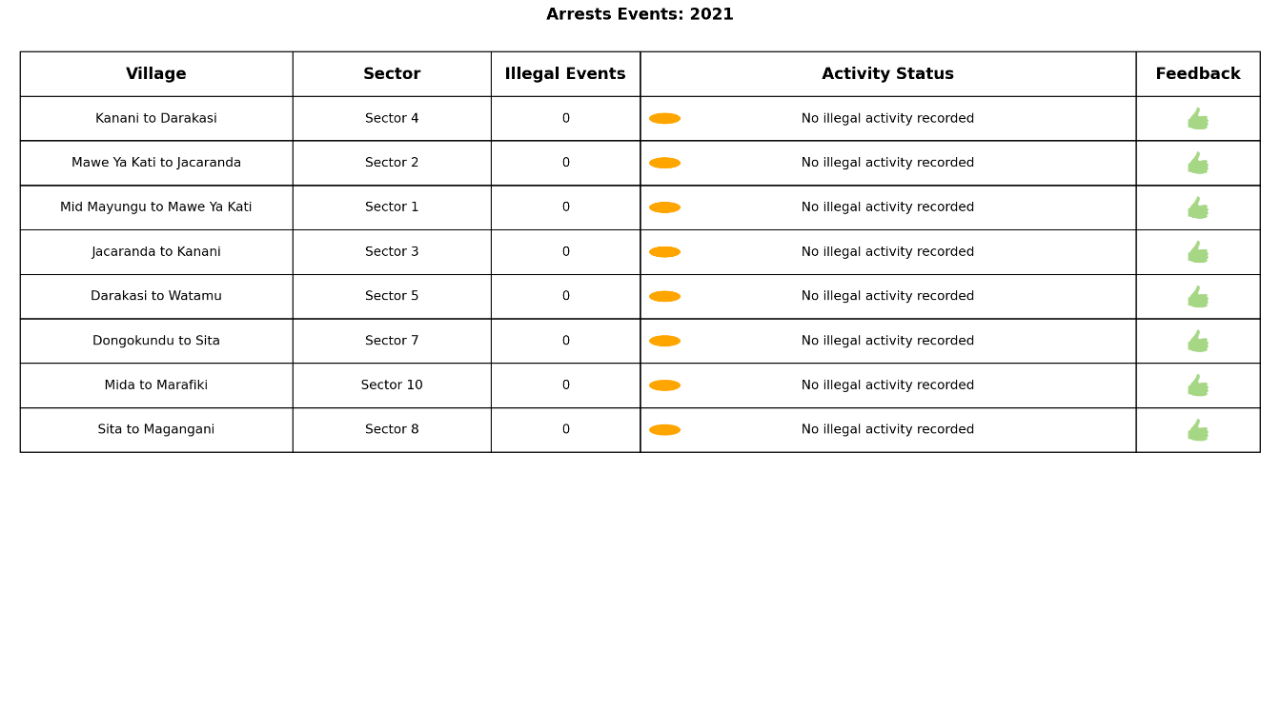 Arrests Events: 2021
Village Sector Illegal Events Activity Status Feedback
Kanani to Darakasi Sector 4 0 No illegal activity recorded
Mawe Ya Kati to Jacaranda Sector 2 0 No illegal activity recorded
Mid Mayungu to Mawe Ya Kati Sector 1 0 No illegal activity recorded
Jacaranda to Kanani Sector 3 0 No illegal activity recorded
Darakasi to Watamu Sector 5 0 No illegal activity recorded
Dongokundu to Sita Sector 7 0 No illegal activity recorded
Mida to Marafiki Sector 10 0 No illegal activity recorded
Sita to Magangani Sector 8 0 No illegal activity recorded